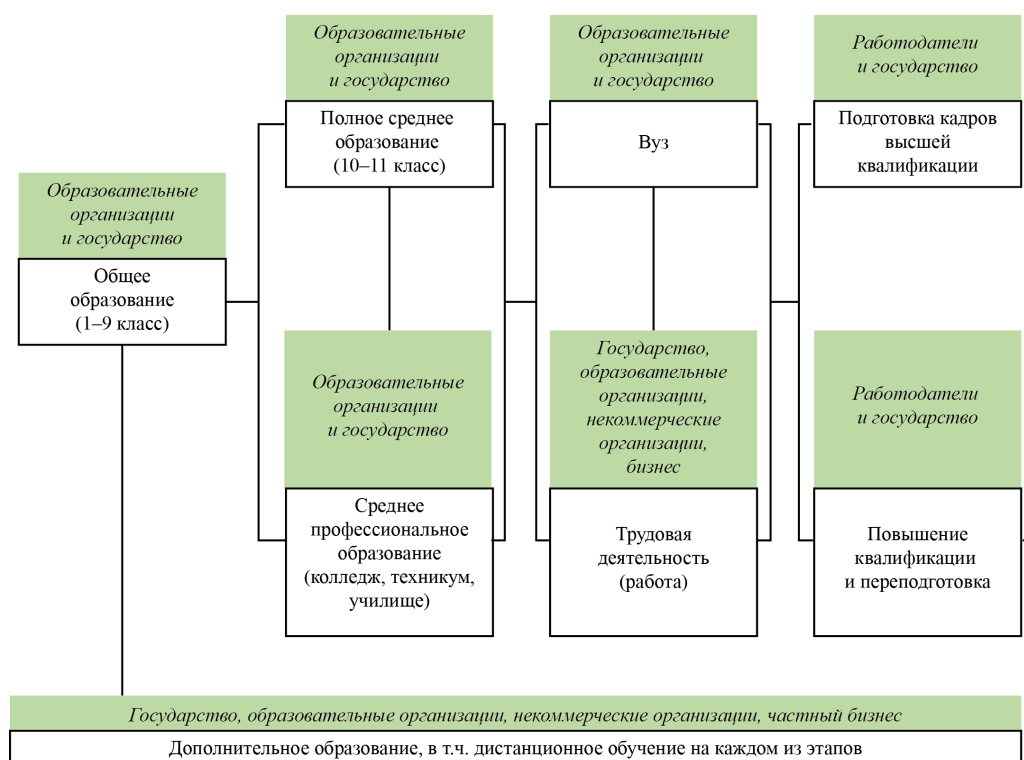 Образовательные
организации
и государство
Общее
образование
(1–9 класс)
Образовательные
организации
и государство
Полное среднее
образование
(10–11 класс)
Образовательные
организации
и государство
Среднее
профессиональное
образование
(колледж, техникум,
училище)
Образовательные
организации
и государство
Вуз
Государство,
образовательные
организации,
некоммерческие
организации,
бизнес
Трудовая
деятельность
(работа)
Работодатели
и государство
Подготовка кадров
высшей
квалификации
Работодатели
и государство
Повышение
квалификации
и переподготовка
Государство, образовательные организации, некоммерческие организации, частный бизнес
Дополнительное образование, в т.ч. дистанционное обучение на каждом из этапов